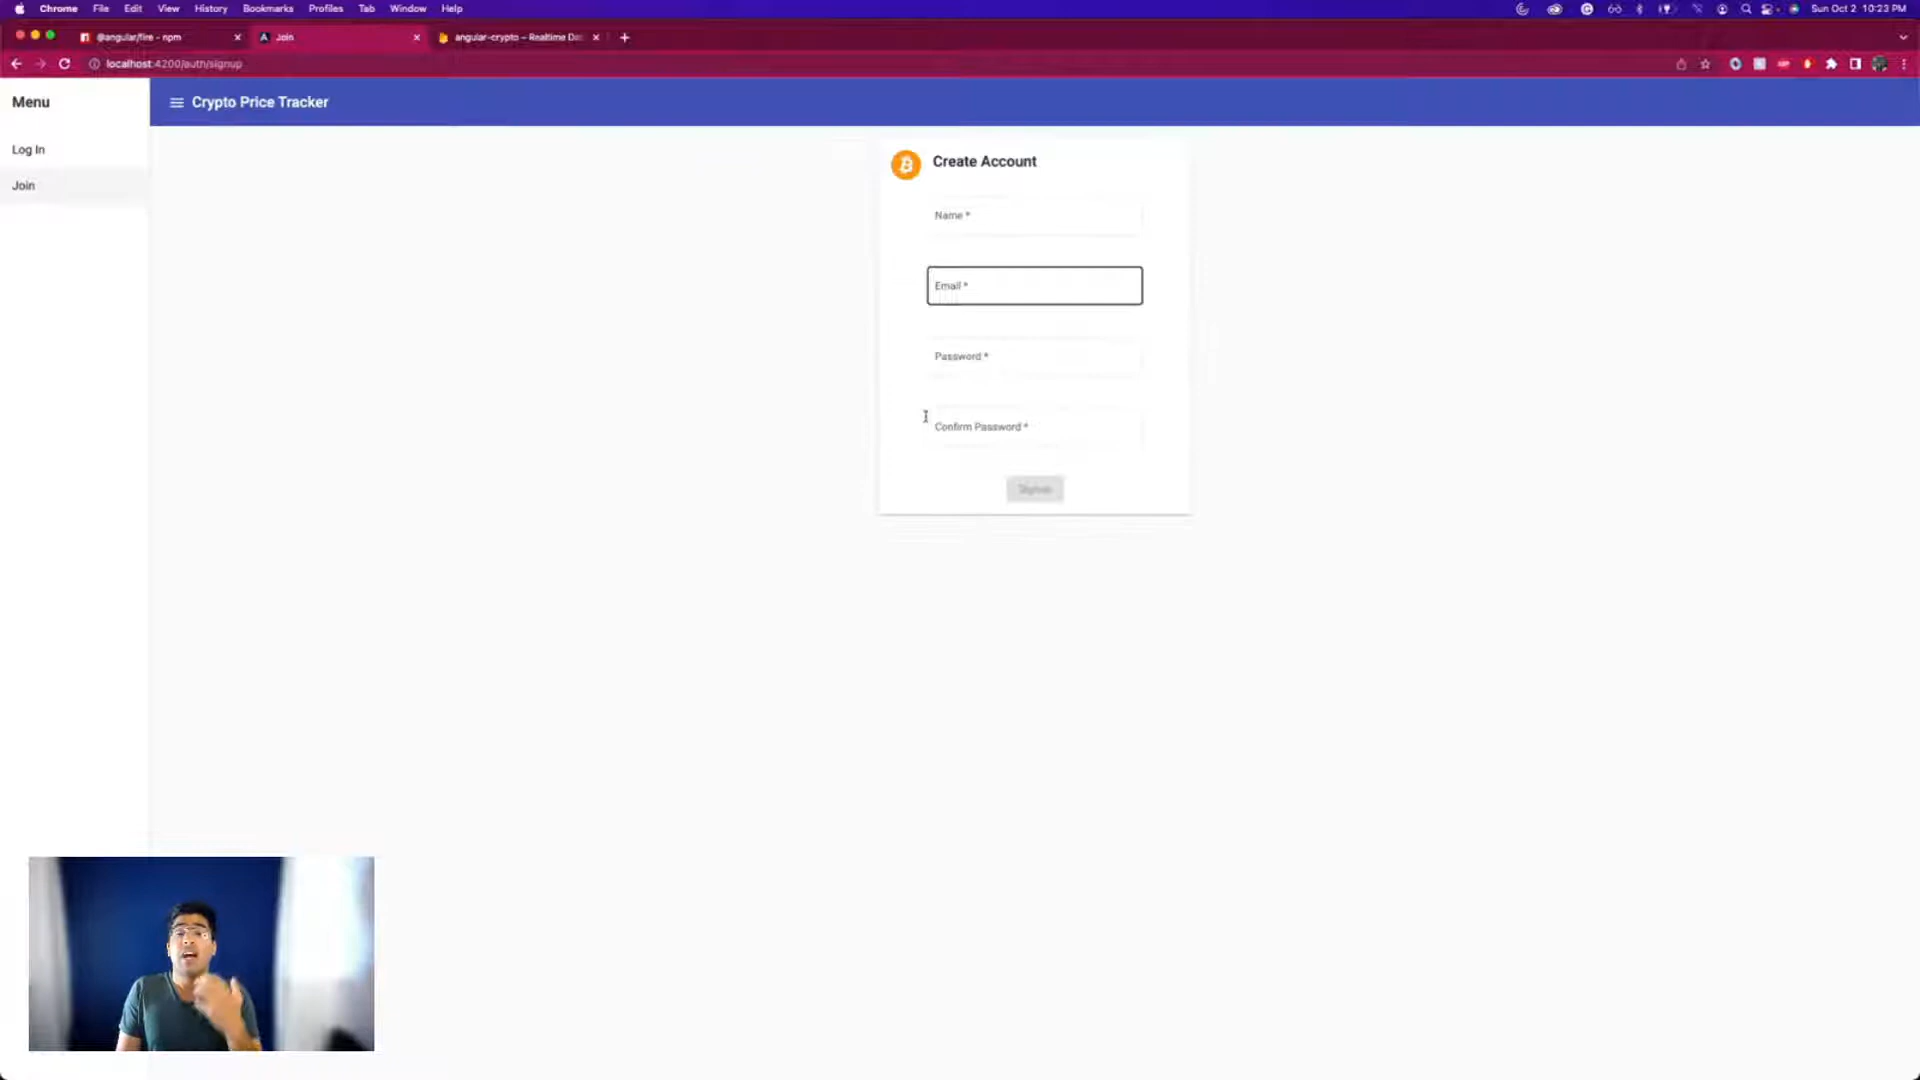 Chrome File Edit View History Bookmarks Profiles Tab Window Help Sun Oct 2 10:23 PM
@angular/fire - npm Join angular-crypto – Realtime Da
localhost:4200/auth/signup
Menu
Crypto Price Tracker
Log In
Join
Create Account
Name *
Email *
Password *
Confirm Password *